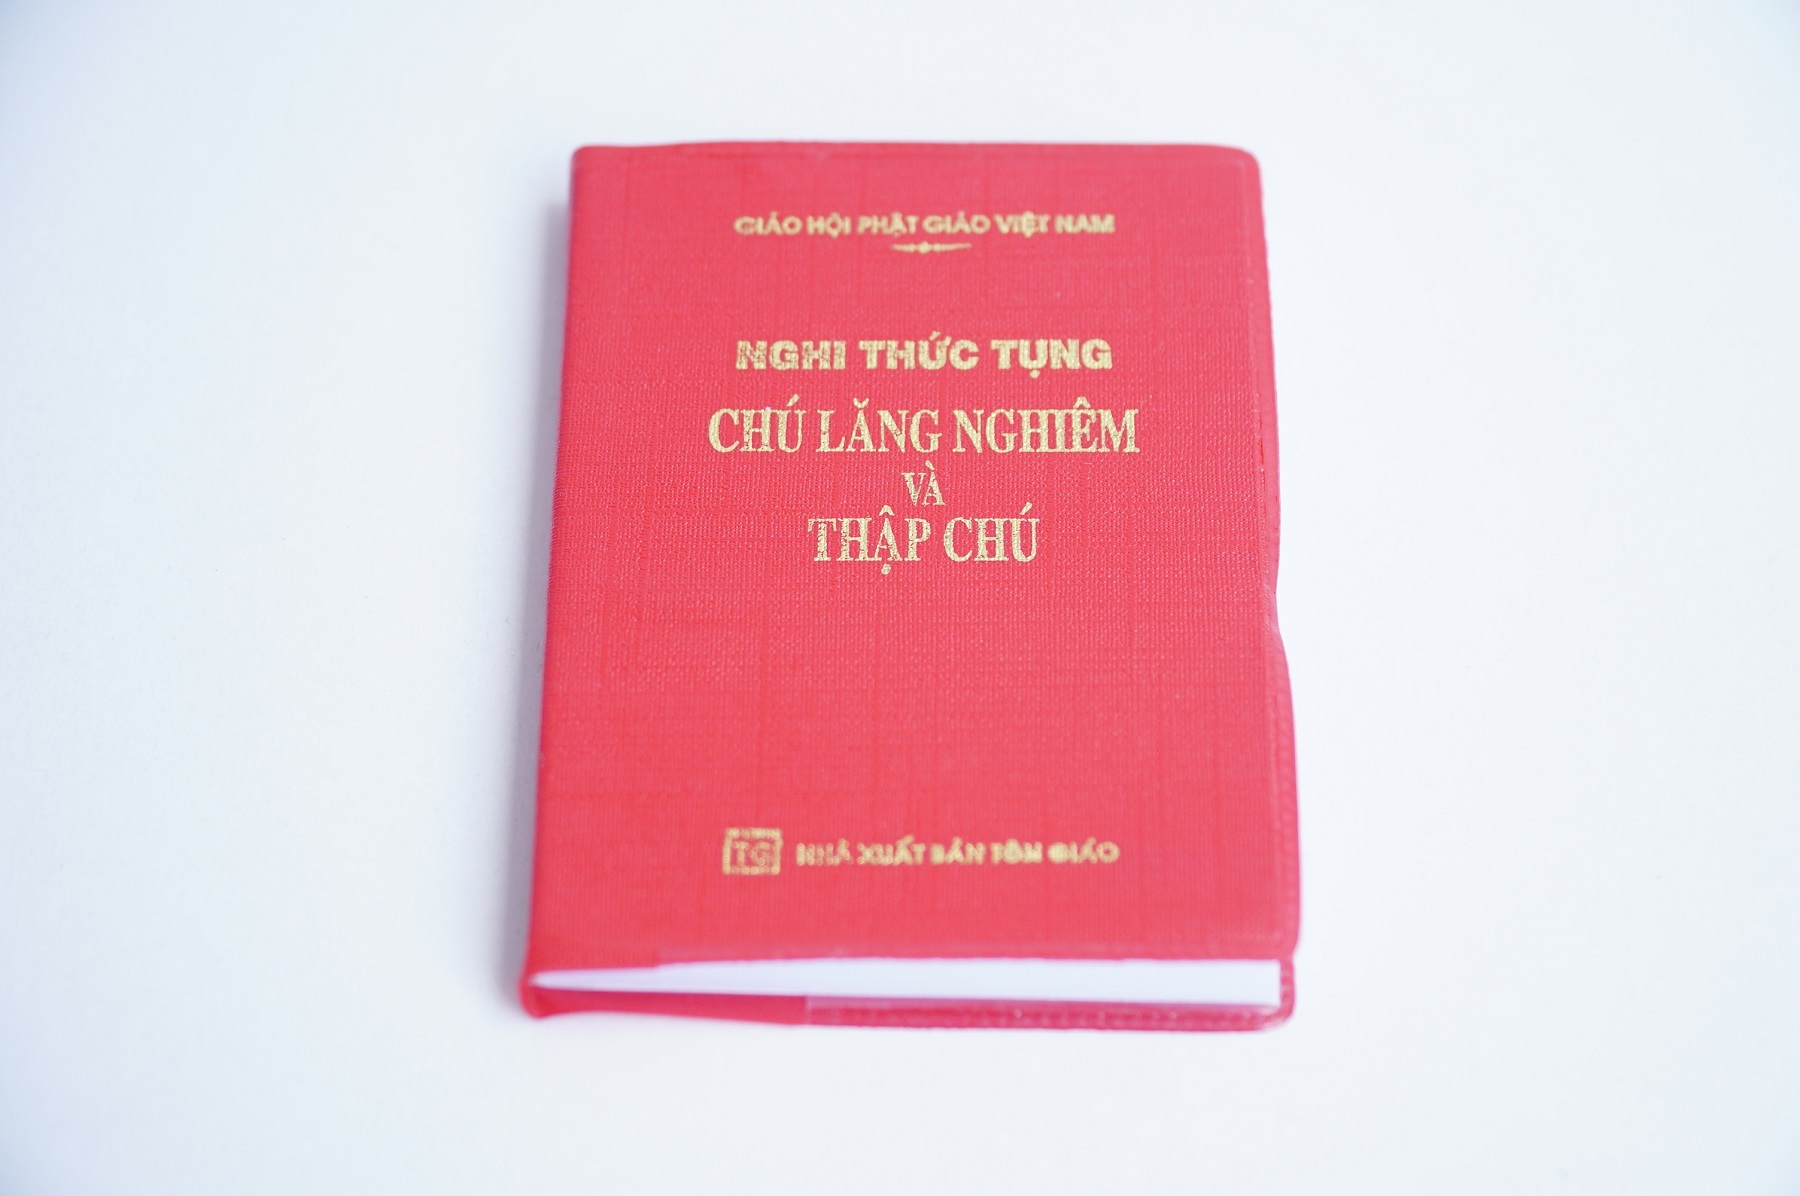 GIÁO HỘI PHẬT GIÁO VIỆT NAM
NGHI THỨC TỤNG
CHÚ LĂNG NGHIÊM
VÀ
THẬP CHÚ
TG NHÀ XUẤT BẢN TÔN GIÁO